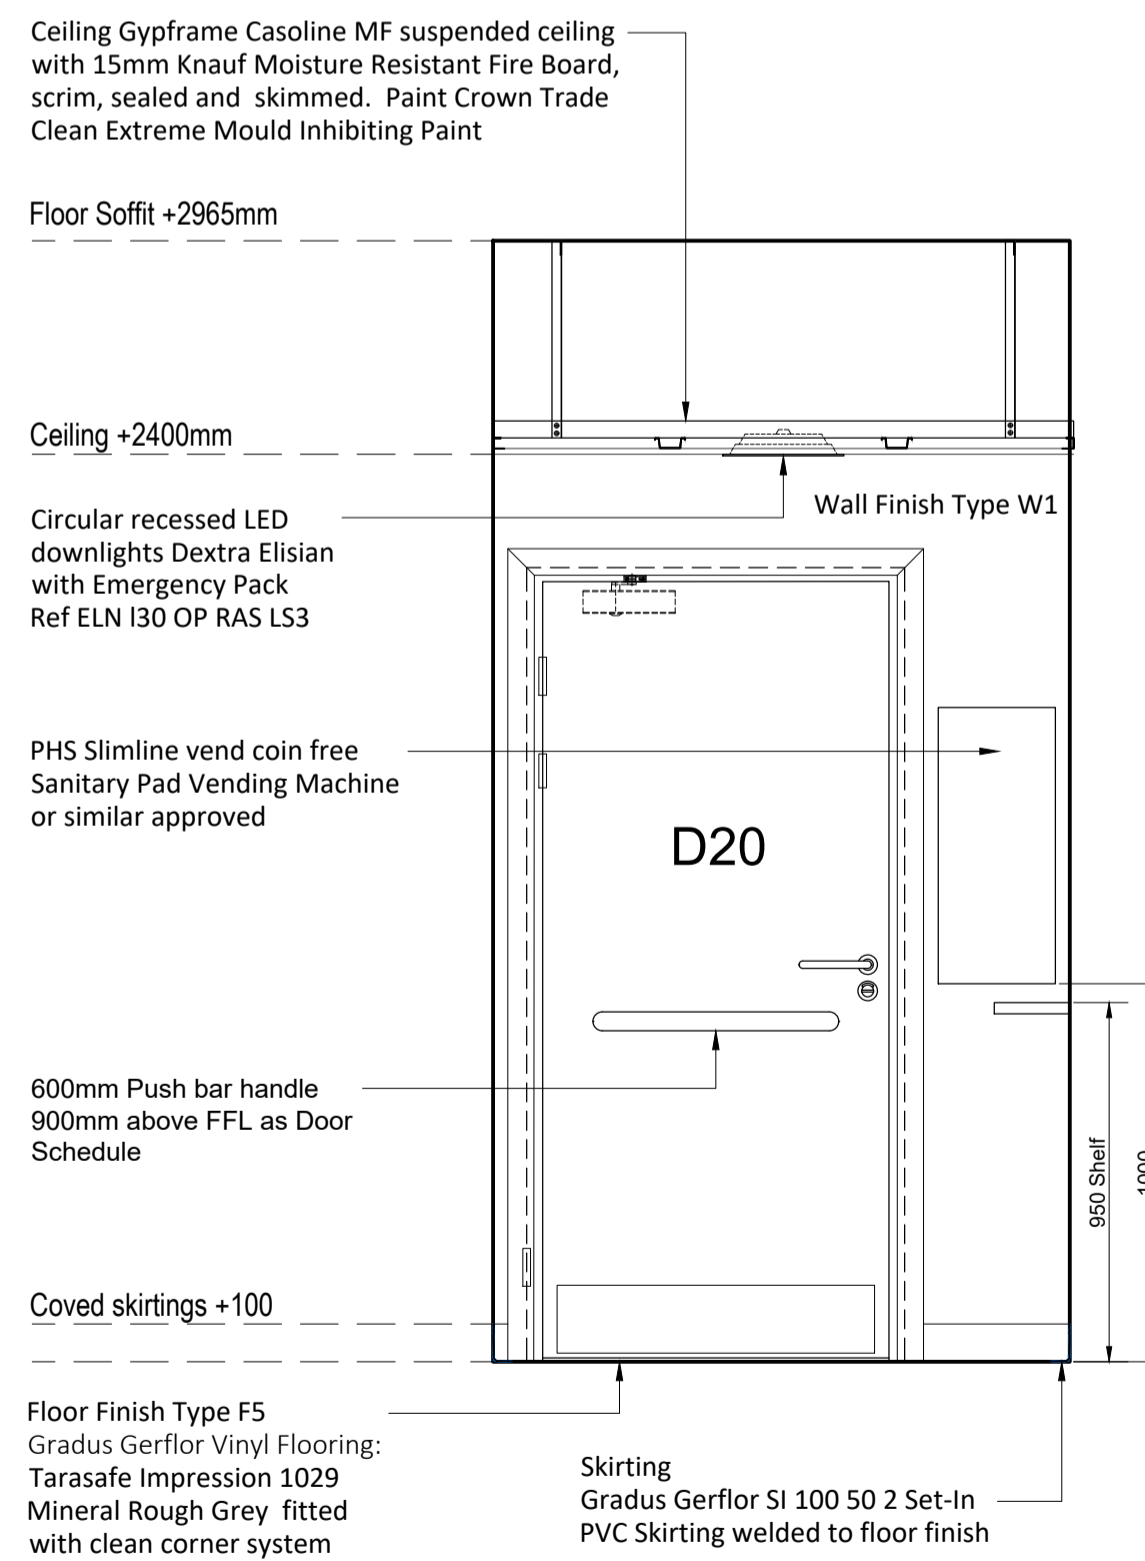 Ceiling Gypframe Casoline MF suspended ceiling
with 15mm Knauf Moisture Resistant Fire Board,
scrim, sealed and skimmed. Paint Crown Trade
Clean Extreme Mould Inhibiting Paint
Floor Soffit +2965mm
Ceiling +2400mm
Wall Finish Type W1
Circular recessed LED
downlights Dextra Elisian
with Emergency Pack
Ref ELN l30 OP RAS LS3
PHS Slimline vend coin free
Sanitary Pad Vending Machine
or similar approved
D20
600mm Push bar handle
900mm above FFL as Door
Schedule
950 Shelf
Coved skirtings +100
Floor Finish Type F5
Gradus Gerflor Vinyl Flooring:
Tarasafe Impression 1029
Mineral Rough Grey fitted
with clean corner system
Skirting
Gradus Gerflor SI 100 50 2 Set-In
PVC Skirting welded to floor finish